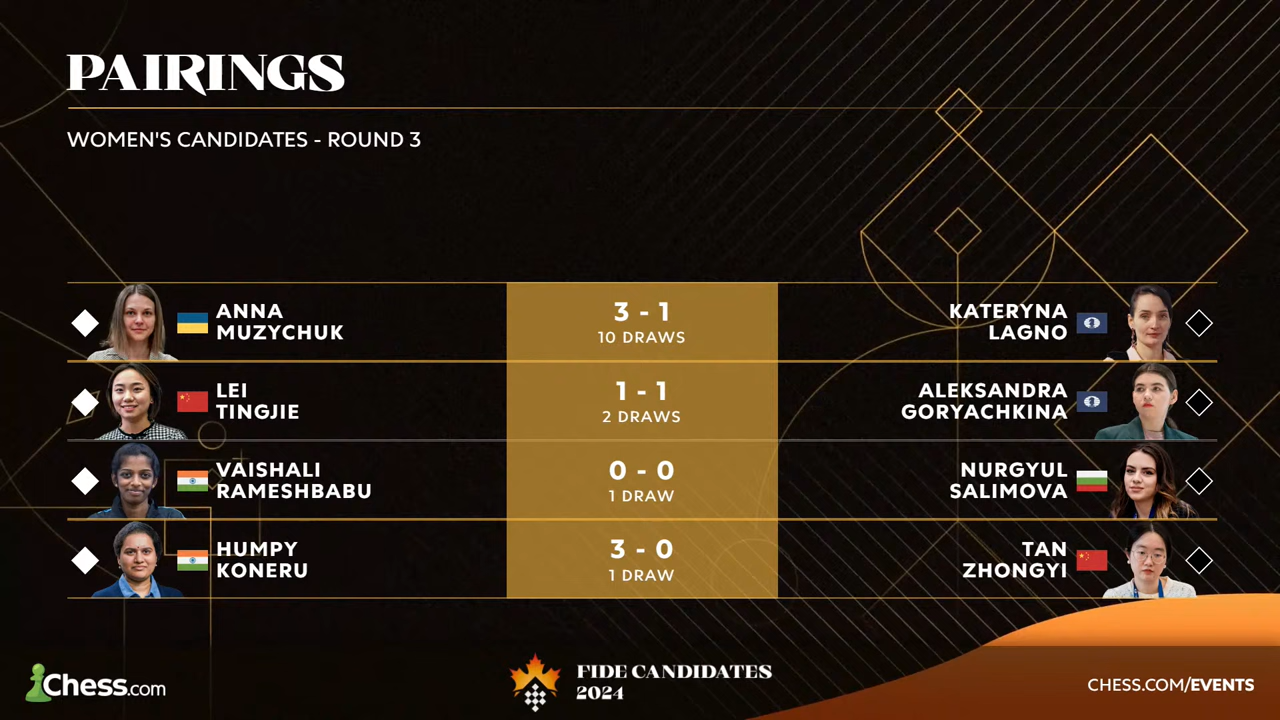 PAIRINGS
WOMEN'S CANDIDATES - ROUND 3
ANNA
MUZYCHUK
3 - 1
10 DRAWS
KATERYNA
LAGNO
LEI
TINGJIE
1 - 1
2 DRAWS
ALEKSANDRA
GORYACHKINA
VAISHALI
RAMESHBABU
0 - 0
1 DRAW
NURGYUL
SALIMOVA
HUMPY
KONERU
3 - 0
1 DRAW
TAN
ZHONGYI
Chess.com
FIDE CANDIDATES
2024
CHESS.COM/EVENTS